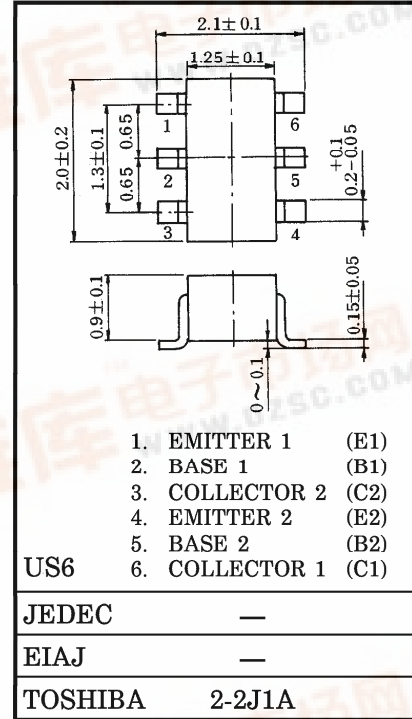 2.1±0.1
1.25±0.1
1 6
2 5
3 4
2.0±0.2
1.3±0.1
0.65
0.65
+0.1
0.2-0.05
0.9±0.1
0.15±0.05
0~0.1
1. EMITTER 1 (E1)
2. BASE 1 (B1)
3. COLLECTOR 2 (C2)
4. EMITTER 2 (E2)
5. BASE 2 (B2)
US6 6. COLLECTOR 1 (C1)
JEDEC —
EIAJ —
TOSHIBA 2-2J1A